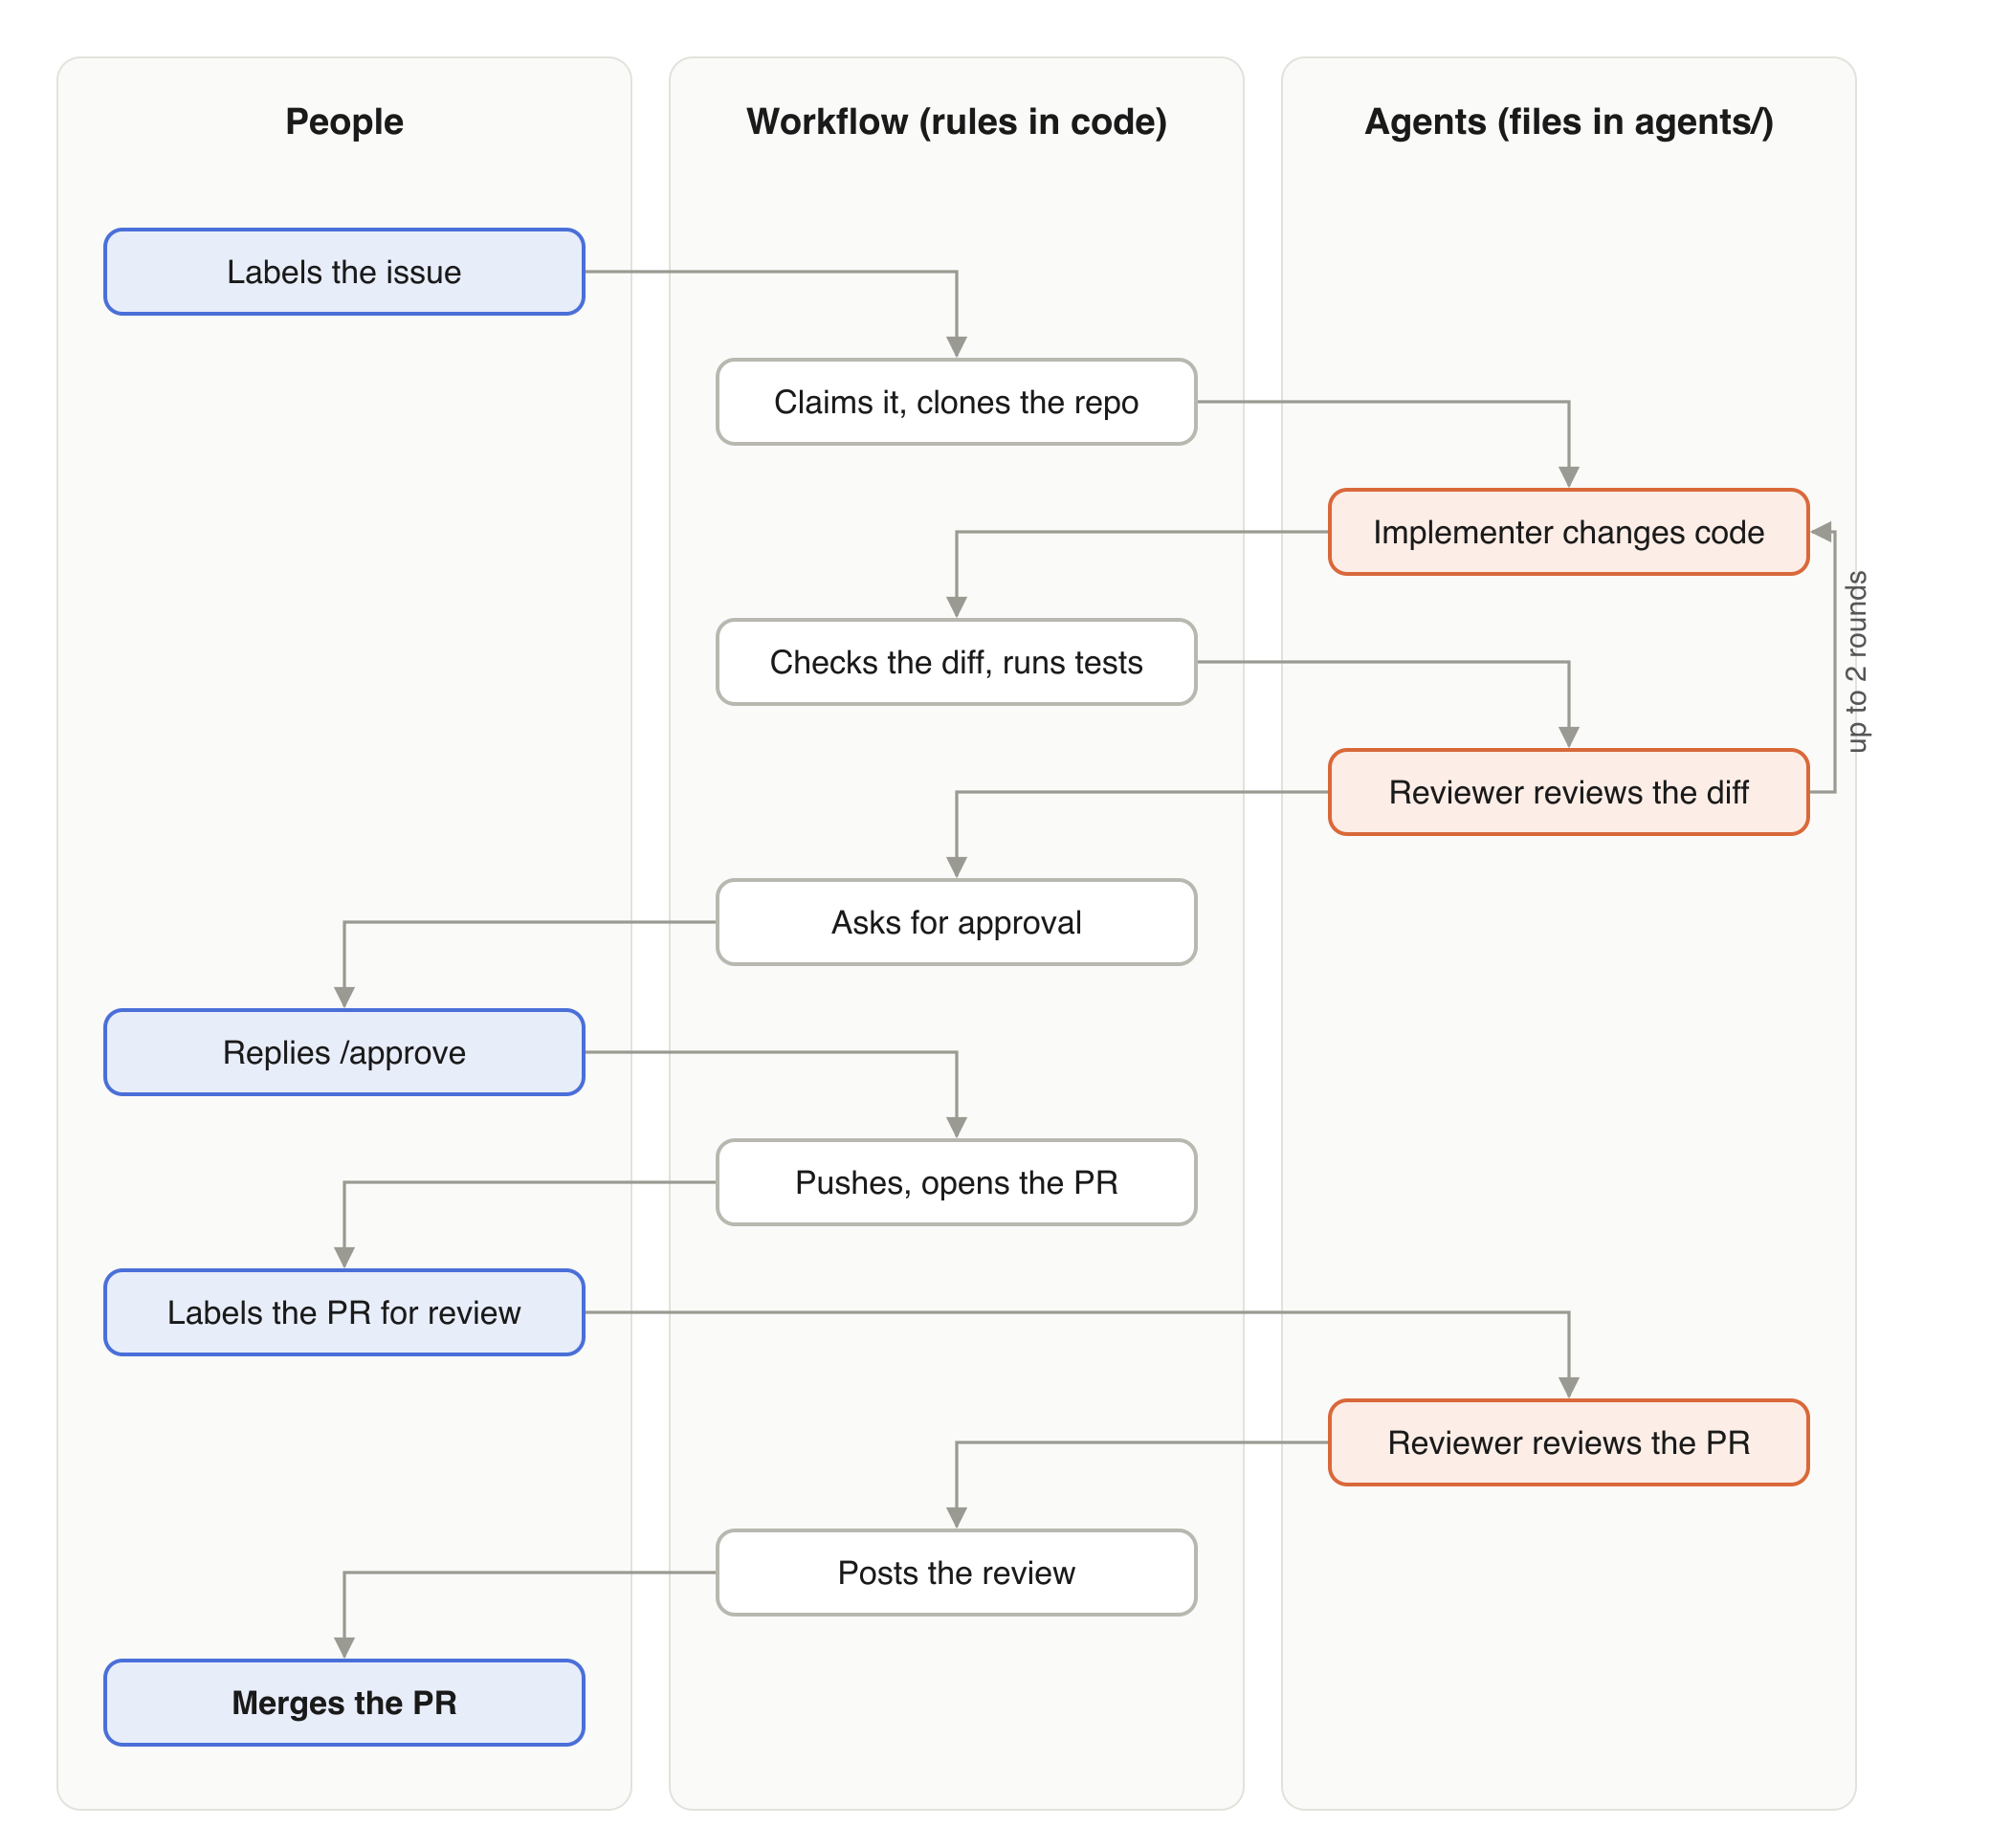 People
Workflow (rules in code)
Agents (files in agents/)
Labels the issue
Claims it, clones the repo
Implementer changes code
up to 2 rounds
Checks the diff, runs tests
Reviewer reviews the diff
Asks for approval
Replies /approve
Pushes, opens the PR
Labels the PR for review
Reviewer reviews the PR
Posts the review
Merges the PR